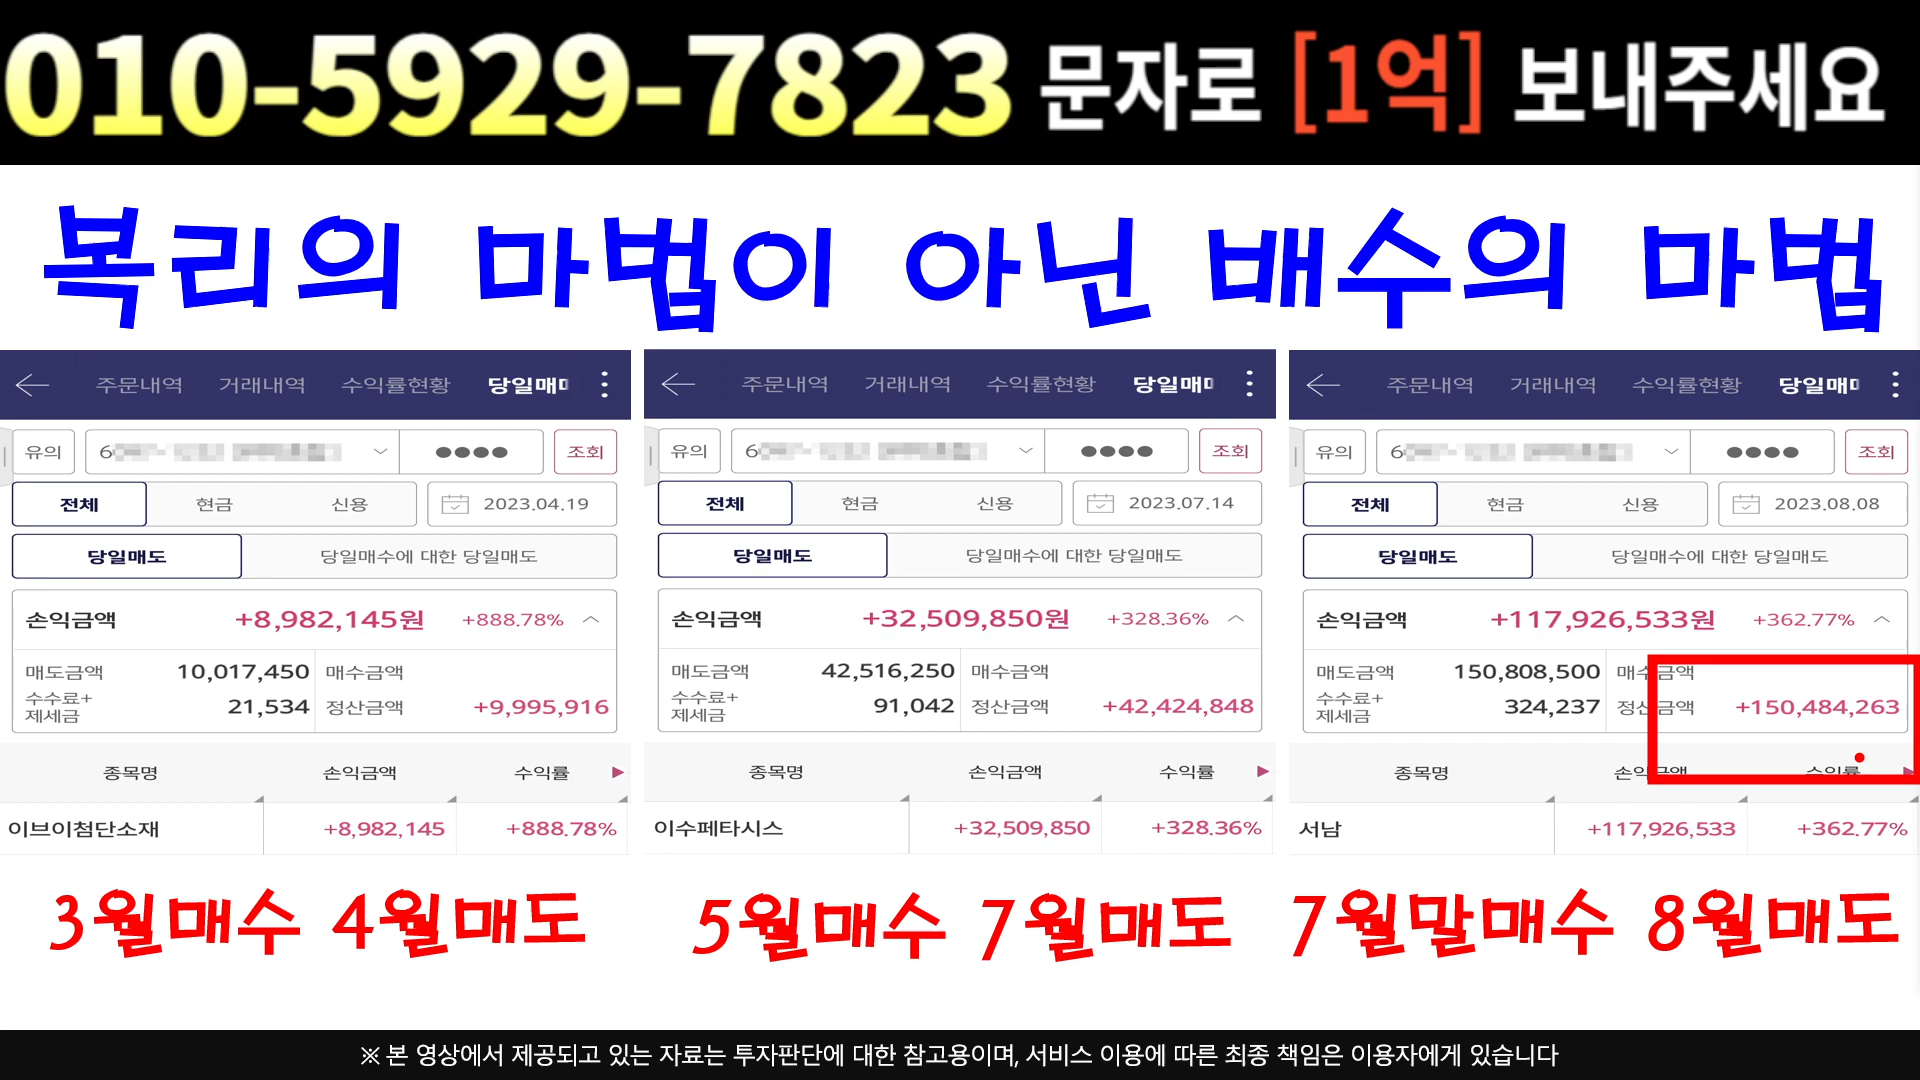 010-5929-7823 문자로 [1억] 보내주세요
복리의 마법이 아닌 배수의 마법
주문내역 거래내역 수익률현황 당일매
유의 6 ●●●● 조회
전체 현금 신용 2023.04.19
당일매도 당일매수에 대한 당일매도
손익금액 +8,982,145원 +888.78%
매도금액 10,017,450 매수금액
수수료+
제세금 21,534 정산금액 +9,995,916
종목명 손익금액 수익률
이브이첨단소재 +8,982,145 +888.78%
3월매수 4월매도
주문내역 거래내역 수익률현황 당일매
유의 6 ●●●● 조회
전체 현금 신용 2023.07.14
당일매도 당일매수에 대한 당일매도
손익금액 +32,509,850원 +328.36%
매도금액 42,516,250 매수금액
수수료+
제세금 91,042 정산금액 +42,424,848
종목명 손익금액 수익률
이수페타시스 +32,509,850 +328.36%
5월매수 7월매도
주문내역 거래내역 수익률현황 당일매
유의 6 ●●●● 조회
전체 현금 신용 2023.08.08
당일매도 당일매수에 대한 당일매도
손익금액 +117,926,533원 +362.77%
매도금액 150,808,500 매수금액
수수료+
제세금 324,237 정산금액 +150,484,263
종목명 손익금액 수익률
서남 +117,926,533 +362.77%
7월말매수 8월매도
※ 본 영상에서 제공되고 있는 자료는 투자판단에 대한 참고용이며, 서비스 이용에 따른 최종 책임은 이용자에게 있습니다